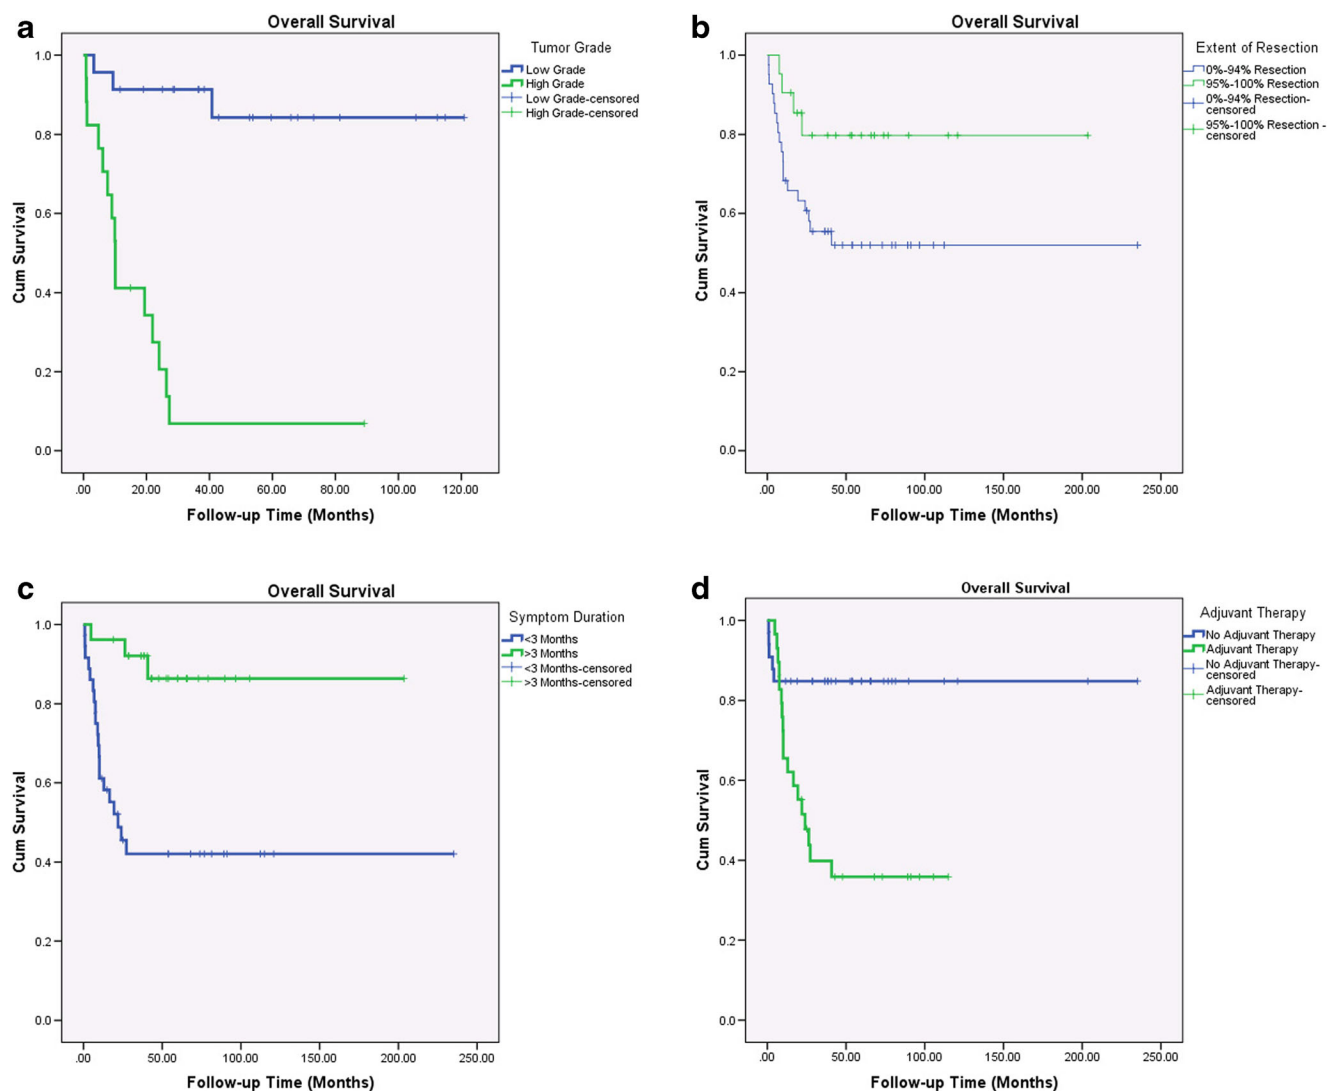 a
Overall Survival
Tumor Grade
Low Grade
High Grade
Low Grade-censored
High Grade-censored
Cum Survival
1.0
0.8
0.6
0.4
0.2
0.0
.00 20.00 40.00 60.00 80.00 100.00 120.00
Follow-up Time (Months)
b
Overall Survival
Extent of Resection
0%-94% Resection
95%-100% Resection
0%-94% Resection-
censored
95%-100% Resection -
censored
Cum Survival
1.0
0.8
0.6
0.4
0.2
0.0
.00 50.00 100.00 150.00 200.00 250.00
Follow-up Time (Months)
c
Overall Survival
Symptom Duration
<3 Months
>3 Months
<3 Months-censored
>3 Months-censored
Cum Survival
1.0
0.8
0.6
0.4
0.2
0.0
.00 50.00 100.00 150.00 200.00 250.00
Follow-up Time (Months)
d
Overall Survival
Adjuvant Therapy
No Adjuvant Therapy
Adjuvant Therapy
No Adjuvant Therapy-
censored
Adjuvant Therapy-
censored
Cum Survival
1.0
0.8
0.6
0.4
0.2
0.0
.00 50.00 100.00 150.00 200.00 250.00
Follow-up Time (Months)